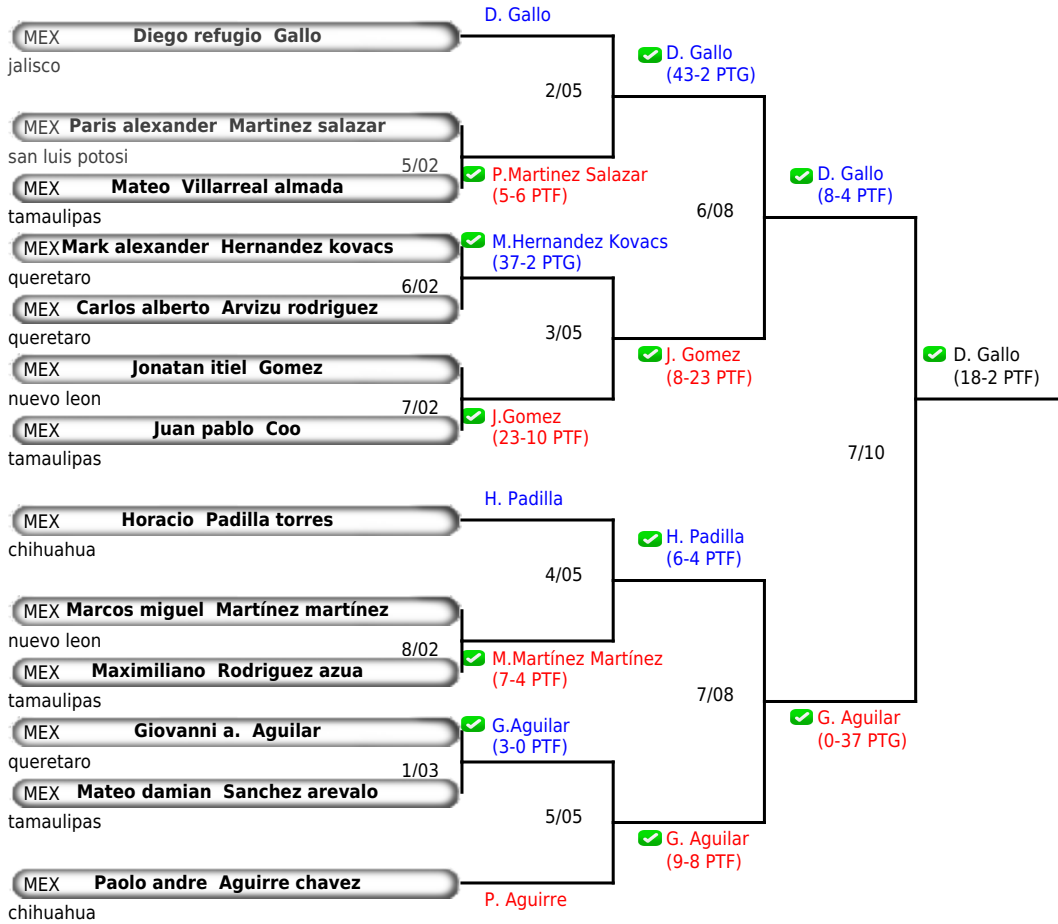 D. Gallo
MEX Diego refugio Gallo
jalisco
D. Gallo
(43-2 PTG)
2/05
MEX Paris alexander Martinez salazar
san luis potosi
5/02
P.Martinez Salazar
(5-6 PTF)
MEX Mateo Villarreal almada
tamaulipas
D. Gallo
(8-4 PTF)
6/08
MEX Mark alexander Hernandez kovacs
queretaro
M.Hernandez Kovacs
(37-2 PTG)
6/02
MEX Carlos alberto Arvizu rodriguez
queretaro
3/05
J. Gomez
(8-23 PTF)
MEX Jonatan itiel Gomez
nuevo leon
7/02
J.Gomez
(23-10 PTF)
MEX Juan pablo Coo
tamaulipas
D. Gallo
(18-2 PTF)
7/10
H. Padilla
MEX Horacio Padilla torres
chihuahua
H. Padilla
(6-4 PTF)
4/05
MEX Marcos miguel Martínez martínez
nuevo leon
8/02
M.Martínez Martínez
(7-4 PTF)
MEX Maximiliano Rodriguez azua
tamaulipas
7/08
G. Aguilar
(0-37 PTG)
MEX Giovanni a. Aguilar
queretaro
G.Aguilar
(3-0 PTF)
1/03
MEX Mateo damian Sanchez arevalo
tamaulipas
5/05
G. Aguilar
(9-8 PTF)
MEX Paolo andre Aguirre chavez
chihuahua
P. Aguirre